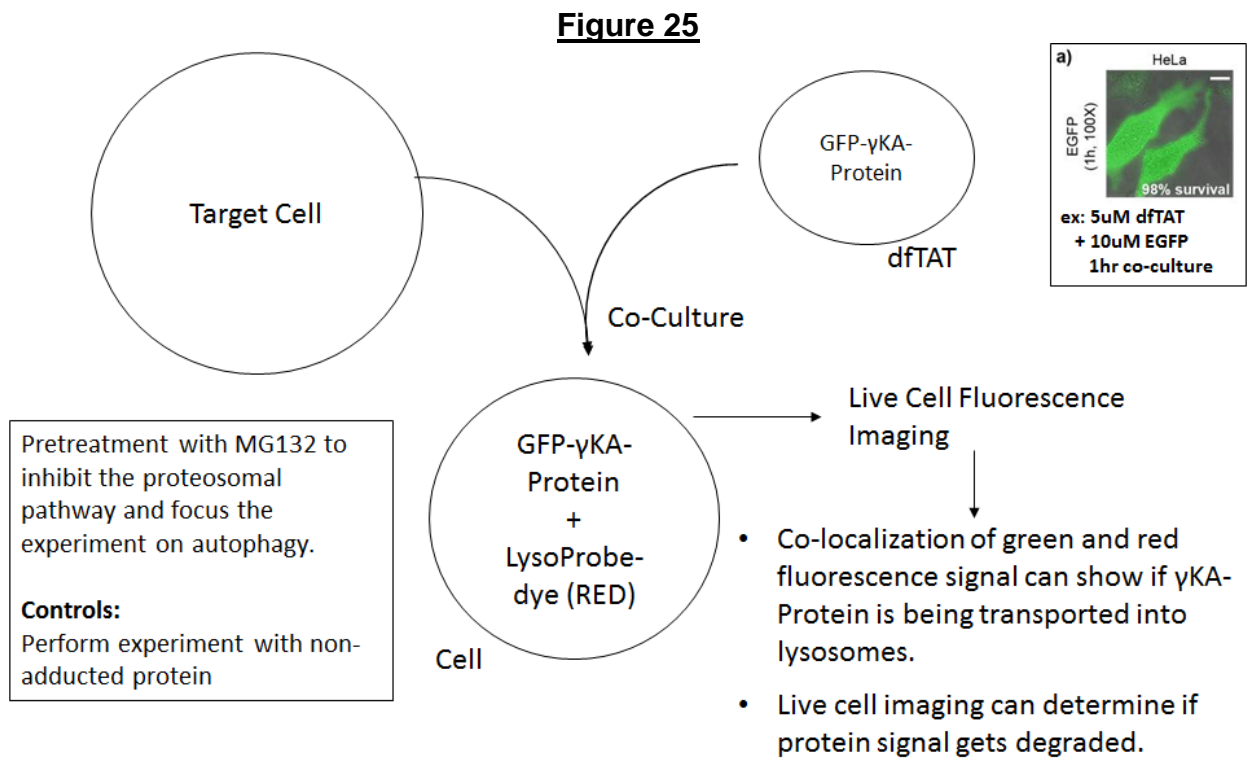 Figure 25
Target Cell
GFP-γKA-
Protein
dfTAT
a)
HeLa
EGFP
(1h, 100X)
98% survival
ex: 5uM dfTAT
+ 10uM EGFP
1hr co-culture
Co-Culture
Pretreatment with MG132 to
inhibit the proteosomal
pathway and focus the
experiment on autophagy.
Controls:
Perform experiment with non-
adducted protein
GFP-γKA-
Protein
+
LysoProbe-
dye (RED)
Cell
Live Cell Fluorescence
Imaging
• Co-localization of green and red
fluorescence signal can show if γKA-
Protein is being transported into
lysosomes.
• Live cell imaging can determine if
protein signal gets degraded.